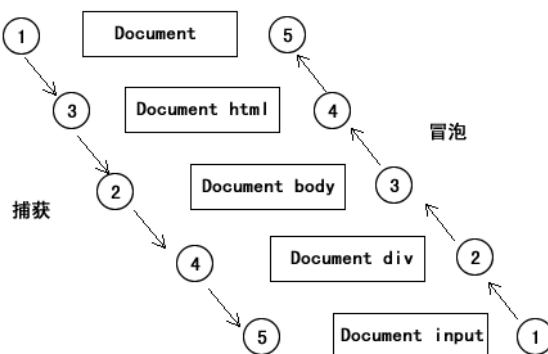 1 Document 5
3 Document html 4
冒泡
2 Document body 3
捕获
4 Document div 2
5 Document input 1